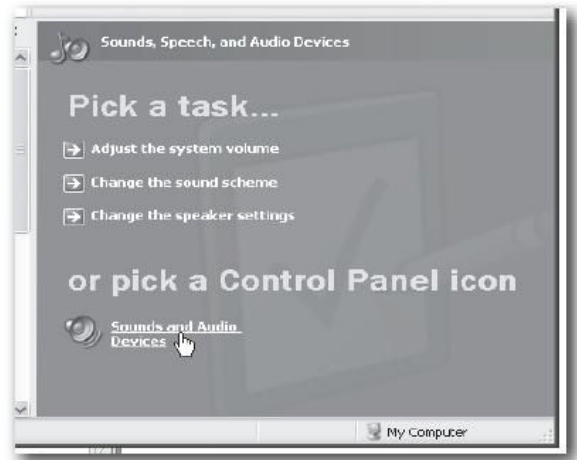 Sounds, Speech, and Audio Devices
Pick a task...
Adjust the system volume
Change the sound scheme
Change the speaker settings
or pick a Control Panel icon
Sounds and Audio
Devices
My Computer